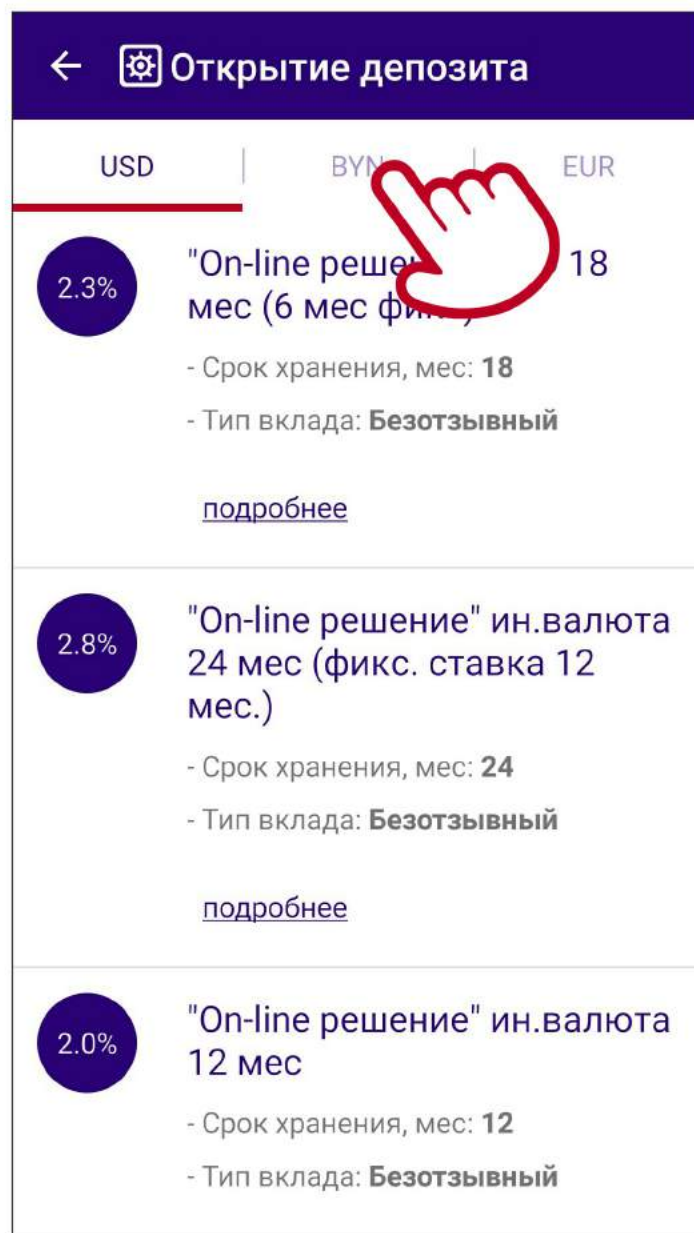 Открытие депозита
USD | BYN | EUR
2.3%
"On-line 18
мес (6 мес
- Срок хранения, мес: 18
- Тип вклада: Безотзывный
подробнее
2.8%
"On-line решение" ин.валюта
24 мес (фикс. ставка 12
мес.)
- Срок хранения, мес: 24
- Тип вклада: Безотзывный
подробнее
2.0%
"On-line решение" ин.валюта
12 мес
- Срок хранения, мес: 12
- Тип вклада: Безотзывный